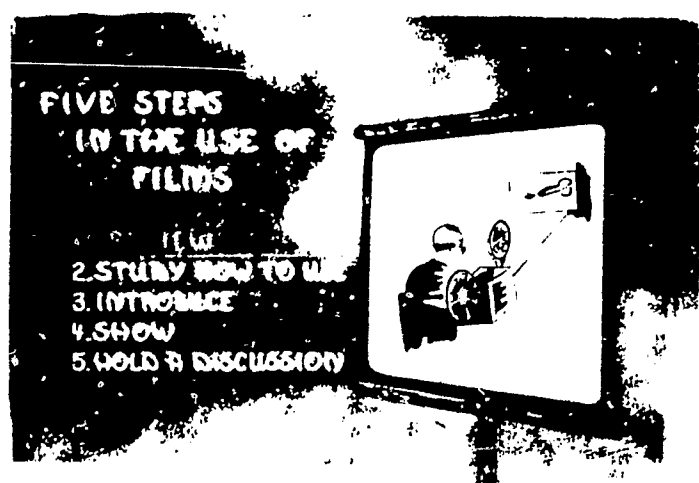 FIVE STEPS
IN THE USE OF
FILMS
2. STUDY HOW TO
3. INTRODUCE
4. SHOW
5. HOLD A DISCUSSION